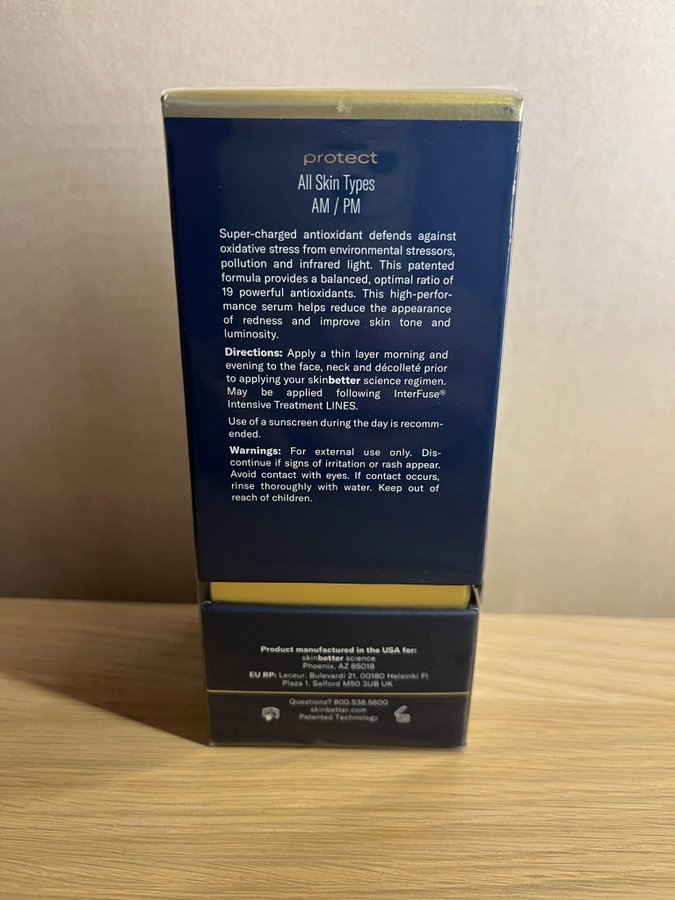 protect
All Skin Types
AM / PM
Super-charged antioxidant defends against
oxidative stress from environmental stressors,
pollution and infrared light. This patented
formula provides a balanced, optimal ratio of
19 powerful antioxidants. This high-perfor-
mance serum helps reduce the appearance
of redness and improve skin tone and
luminosity.
Directions: Apply a thin layer morning and
evening to the face, neck and décolleté prior
to applying your skinbetter science regimen.
May be applied following InterFuse®
Intensive Treatment LINES.
Use of a sunscreen during the day is recomm-
ended.
Warnings: For external use only. Dis-
continue if signs of irritation or rash appear.
Avoid contact with eyes. If contact occurs,
rinse thoroughly with water. Keep out of
reach of children.
Product manufactured in the USA for:
skinbetter science
Phoenix, AZ 85018
EU RP: Leceur, Bulevardi 21, 00180 Helsinki FI
Plaza 1, Salford M50 3UB UK
Questions? 800.538.5600
skinbetter.com
Patented Technology